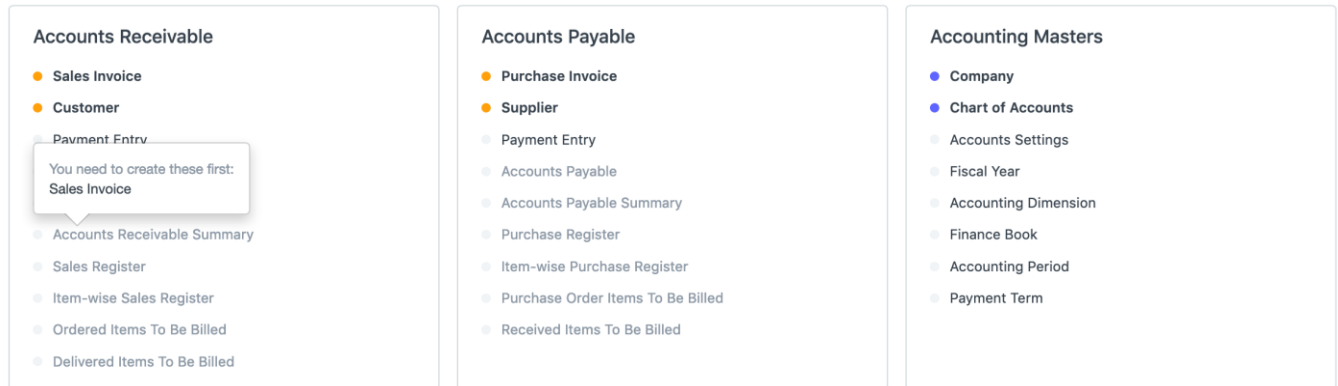 Accounts Receivable
Sales Invoice
Customer
Payment Entry
You need to create these first:
Sales Invoice
Accounts Receivable Summary
Sales Register
Item-wise Sales Register
Ordered Items To Be Billed
Delivered Items To Be Billed
Accounts Payable
Purchase Invoice
Supplier
Payment Entry
Accounts Payable
Accounts Payable Summary
Purchase Register
Item-wise Purchase Register
Purchase Order Items To Be Billed
Received Items To Be Billed
Accounting Masters
Company
Chart of Accounts
Accounts Settings
Fiscal Year
Accounting Dimension
Finance Book
Accounting Period
Payment Term